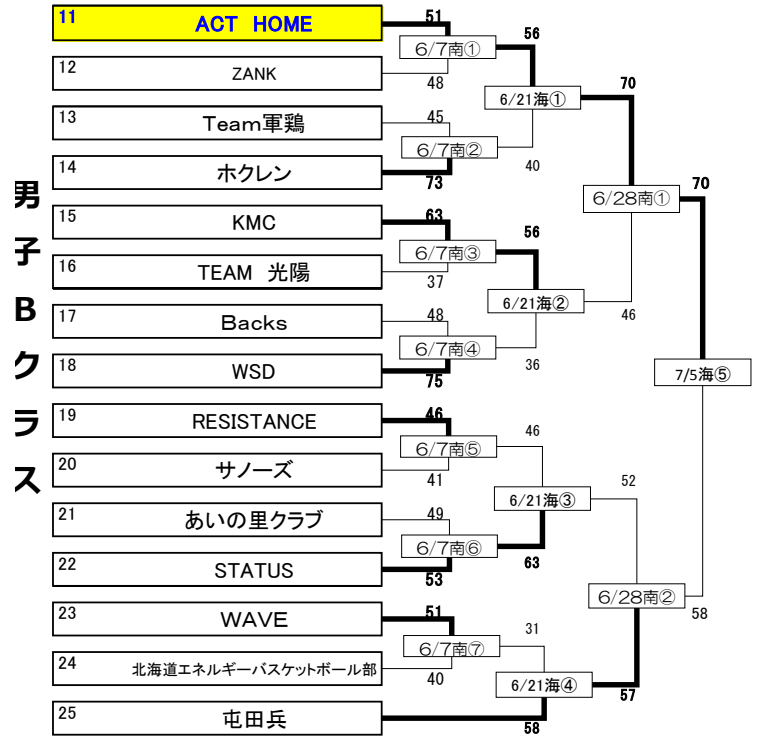 男子Bクラス
11 ACT HOME
12 ZANK
13 Team軍鶏
14 ホクレン
15 KMC
16 TEAM 光陽
17 Backs
18 WSD
19 RESISTANCE
20 サノーズ
21 あいの里クラブ
22 STATUS
23 WAVE
24 北海道エネルギーバスケットボール部
25 屯田兵
51
6/7南①
48
45
6/7南②
73
63
6/7南③
37
48
6/7南④
75
46
6/7南⑤
41
49
6/7南⑥
53
51
6/7南⑦
40
56
6/21海①
40
56
6/21海②
36
46
6/21海③
63
31
6/21海④
58
70
6/28南①
46
52
6/28南②
57
70
7/5海⑤
58